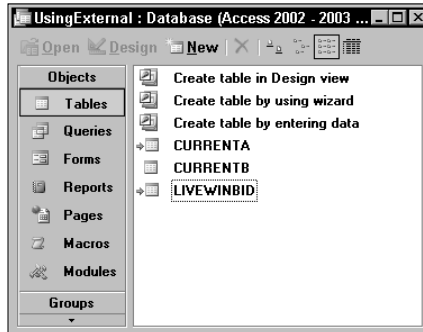 UsingExternal : Database (Access 2002 - 2003 ...
Open Design New
Objects
Tables
Queries
Forms
Reports
Pages
Macros
Modules
Groups
Create table in Design view
Create table by using wizard
Create table by entering data
CURRENTA
CURRENTB
LIVEWINBID